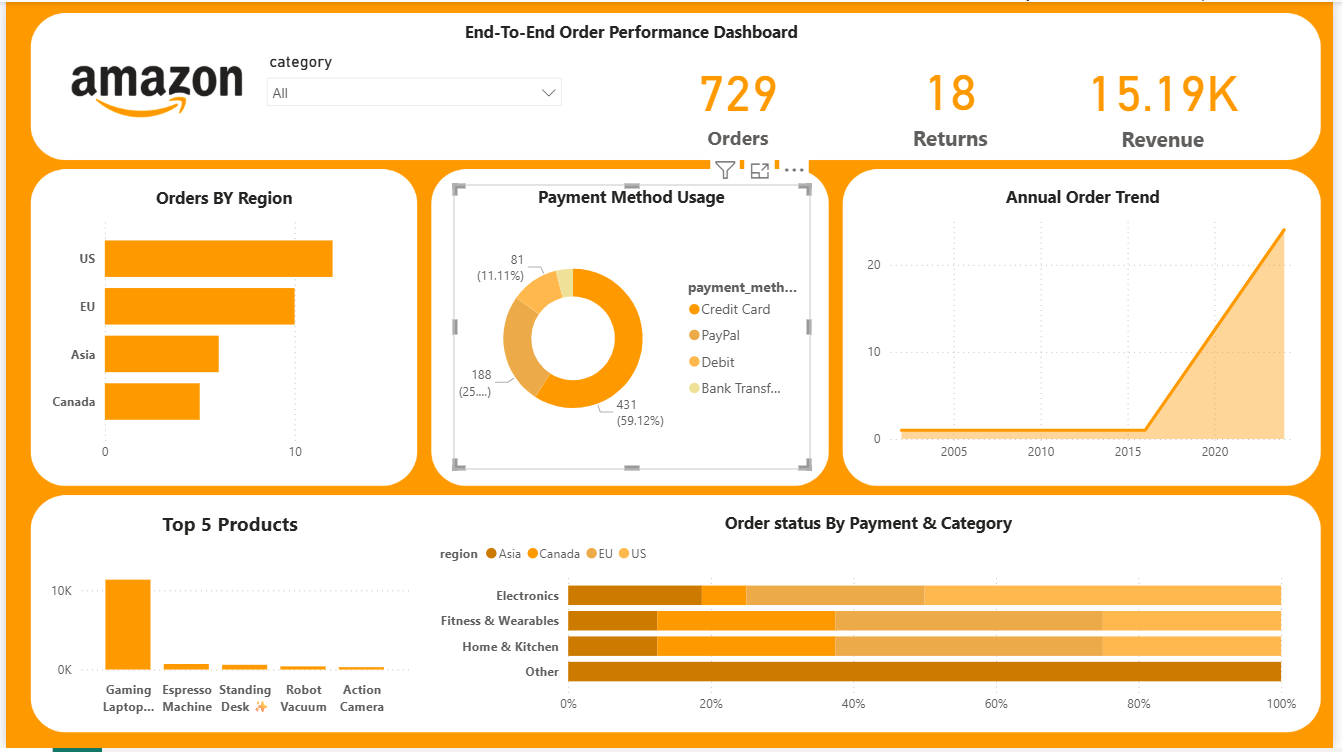 End-To-End Order Performance Dashboard
amazon
category
All
729
Orders
18
Returns
15.19K
Revenue
Orders BY Region
US
EU
Asia
Canada
0
10
Payment Method Usage
81
(11.11%)
188
(25....)
431
(59.12%)
payment_meth...
Credit Card
PayPal
Debit
Bank Transf...
Annual Order Trend
20
10
0
2005
2010
2015
2020
Top 5 Products
10K
0K
Gaming
Laptop...
Espresso
Machine
Standing
Desk ✨
Robot
Vacuum
Action
Camera
Order status By Payment & Category
region Asia Canada EU US
Electronics
Fitness & Wearables
Home & Kitchen
Other
0% 20% 40% 60% 80% 100%